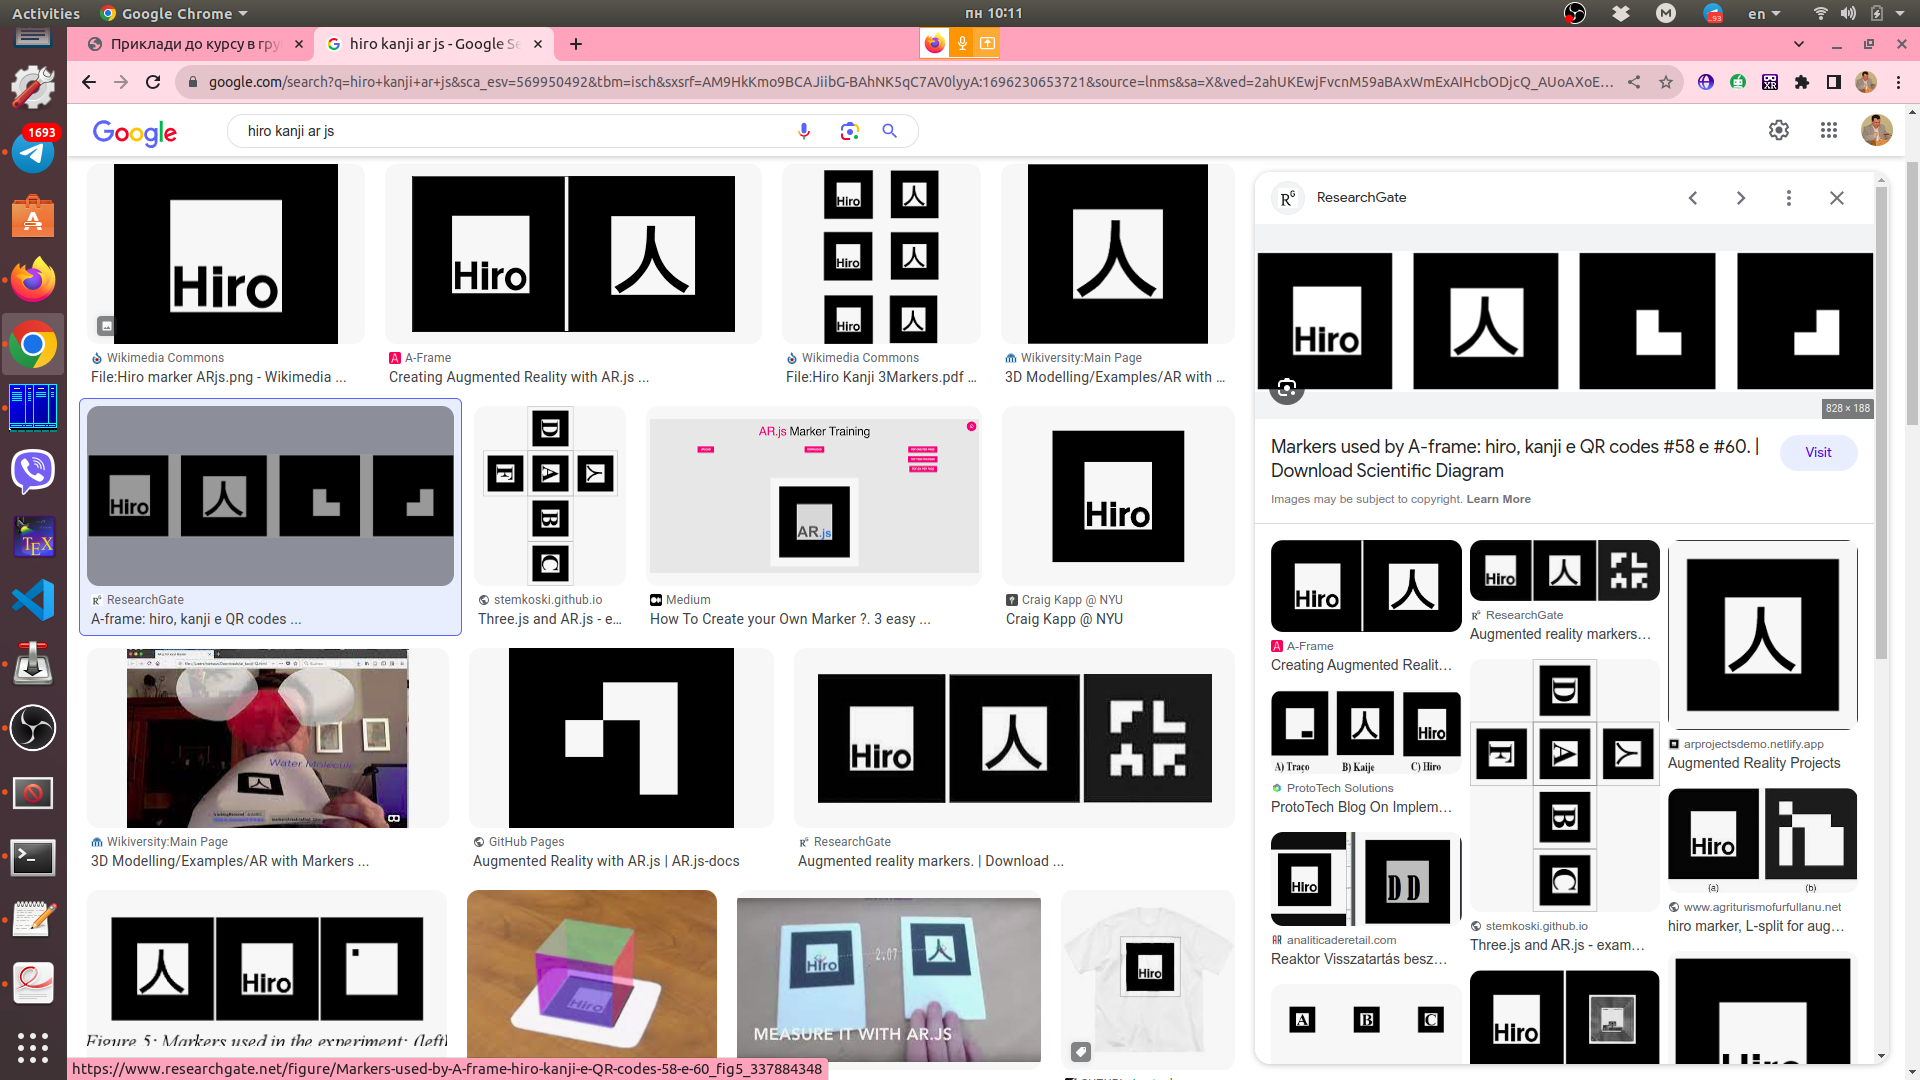 Activities
Google Chrome
пн 10:11
93
en
Приклади до курсу в гру
hiro kanji ar js - Google Se
google.com/search?q=hiro+kanji+ar+js&sca_esv=569950492&tbm=isch&sxsrf=AM9HkKmo9BCAJiibG-BAhNK5qC7AV0lyyA:1696230653721&source=lnms&sa=X&ved=2ahUKEwjFvcnM59aBAxWmExAIHcbODjcQ_AUoAXoE...
1693
Google
hiro kanji ar js
Hiro
Hiro 人
Hiro 人
Hiro 人
Hiro 人
人
Wikimedia Commons
File:Hiro marker ARjs.png - Wikimedia ...
A-Frame
Creating Augmented Reality with AR.js ...
Wikimedia Commons
File:Hiro Kanji 3Markers.pdf ...
Wikiversity:Main Page
3D Modelling/Examples/AR with ...
Hiro 人
D
F A Y
B
C
AR.js Marker Training
AR.js
Hiro
ResearchGate
A-frame: hiro, kanji e QR codes ...
stemkoski.github.io
Three.js and AR.js - e...
Medium
How To Create your Own Marker ?. 3 easy ...
Craig Kapp @ NYU
Craig Kapp @ NYU
Water Molecule
人
Hiro 人
Wikiversity:Main Page
3D Modelling/Examples/AR with Markers ...
GitHub Pages
Augmented Reality with AR.js | AR.js-docs
ResearchGate
Augmented reality markers. | Download ...
人 Hiro
Figure 5: Markers used in the experiment: (left)
Hiro
Hiro 2.07 人
MEASURE IT WITH AR.JS
Hiro
ResearchGate
Hiro 人
828 × 188
Markers used by A-frame: hiro, kanji e QR codes #58 e #60. |
Download Scientific Diagram
Visit
Images may be subject to copyright. Learn More
Hiro 人
A-Frame
Creating Augmented Realit...
Hiro 人
ResearchGate
Augmented reality markers...
人
arprojectsdemo.netlify.app
Augmented Reality Projects
人 Hiro
A) Traço B) Kaije C) Hiro
ProtoTech Solutions
ProtoTech Blog On Implem...
D
F A Y
B
C
stemkoski.github.io
Three.js and AR.js - exam...
Hiro
(a) (b)
www.agriturismofurfullanu.net
hiro marker, L-split for aug...
Hiro DD
analiticaderetail.com
Reaktor Visszatartás besz...
A B C
Hiro
Hiro
https://www.researchgate.net/figure/Markers-used-by-A-frame-hiro-kanji-e-QR-codes-58-e-60_fig5_337884348